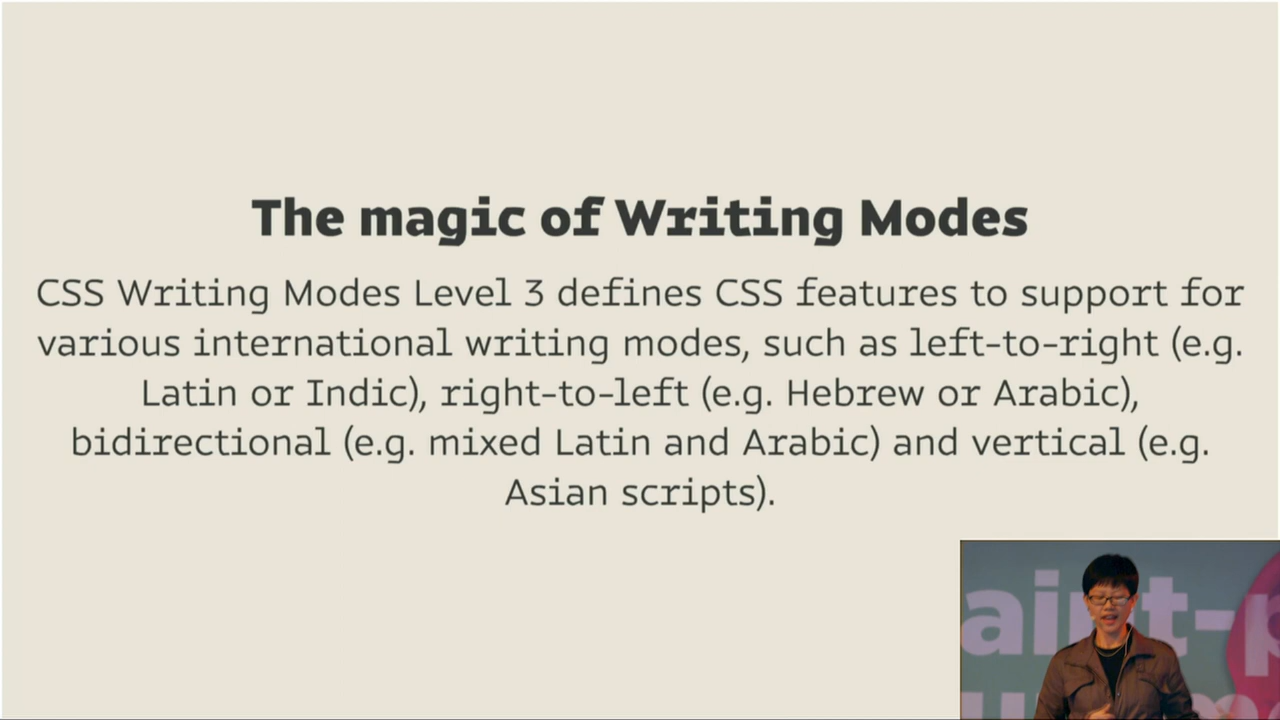 The magic of Writing Modes
CSS Writing Modes Level 3 defines CSS features to support for
various international writing modes, such as left-to-right (e.g.
Latin or Indic), right-to-left (e.g. Hebrew or Arabic),
bidirectional (e.g. mixed Latin and Arabic) and vertical (e.g.
Asian scripts).